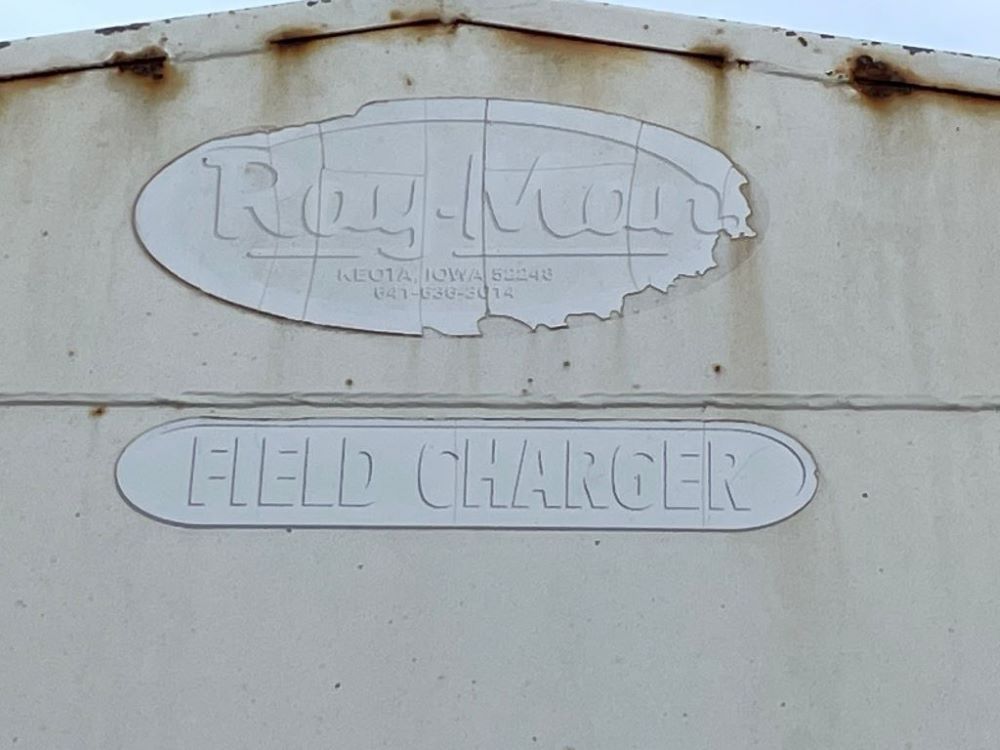 Ray-Man
KEOTA, IOWA 52248
641-636-3014
FIELD CHARGER